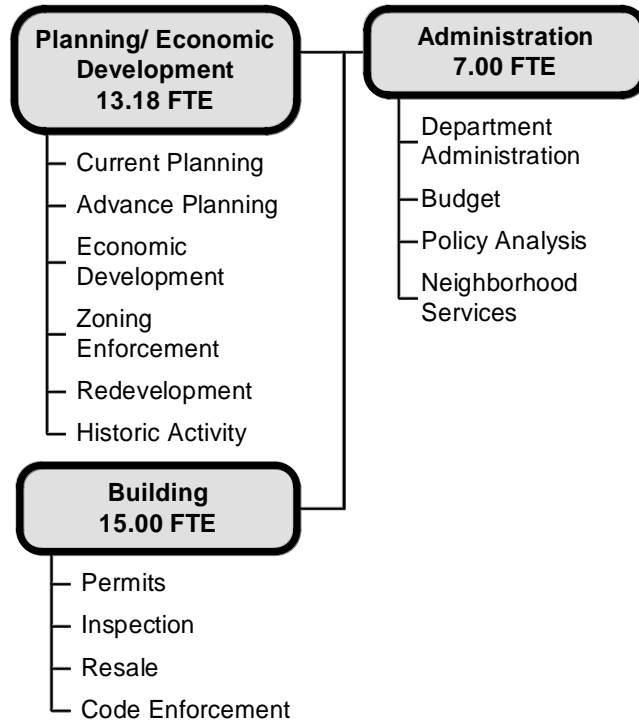 Planning/ Economic
Development
13.18 FTE
Current Planning
Advance Planning
Economic
Development
Zoning
Enforcement
Redevelopment
Historic Activity
Building
15.00 FTE
Permits
Inspection
Resale
Code Enforcement
Administration
7.00 FTE
Department
Administration
Budget
Policy Analysis
Neighborhood
Services